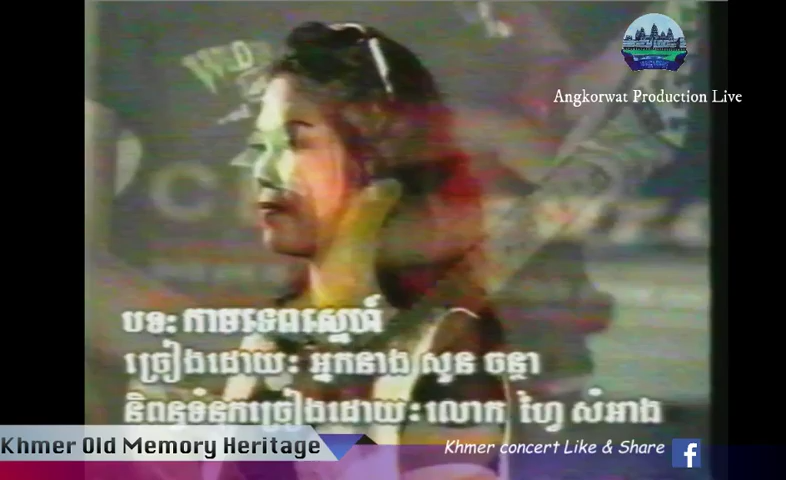 Angkorwat Production Live
បទ: កាមទេពស្នេហ៍
ច្រៀងដោយ: អ្នកនាង សួន ចន្ថា
និពន្ធទំនុកច្រៀងដោយ: លោក ហ៊ៃ សំអាង
Khmer Old Memory Heritage
Khmer concert Like & Share